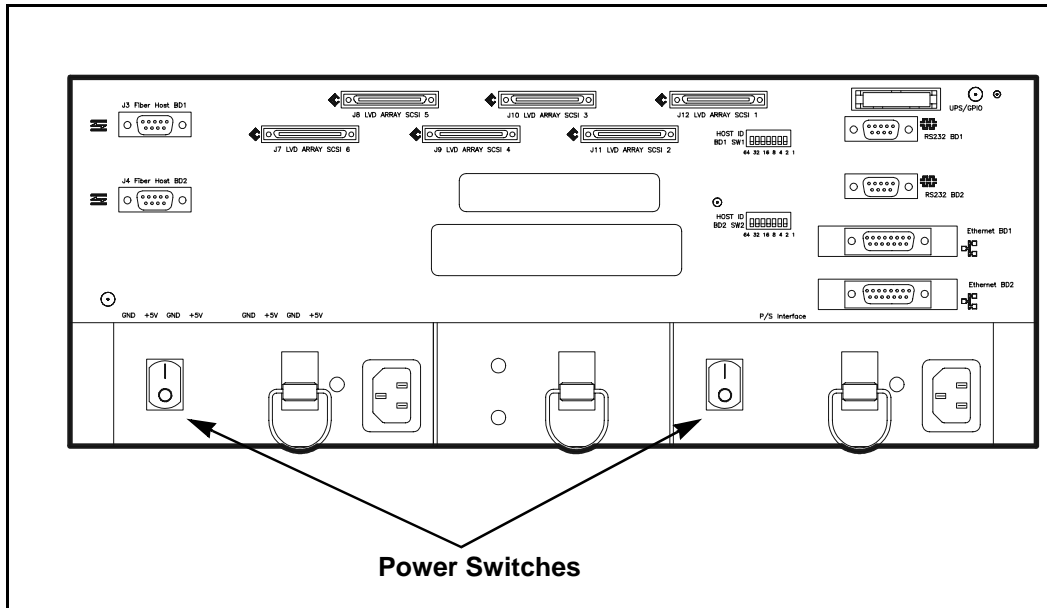 J3 Fiber Host BD1
J8 LVD ARRAY SCSI 5
J10 LVD ARRAY SCSI 3
J12 LVD ARRAY SCSI 1
UPS/GPIO
J7 LVD ARRAY SCSI 6
J9 LVD ARRAY SCSI 4
J11 LVD ARRAY SCSI 2
HOST ID
BD1 SW1
64 32 16 8 4 2 1
RS232 BD1
J4 Fiber Host BD2
RS232 BD2
HOST ID
BD2 SW2
64 32 16 8 4 2 1
Ethernet BD1
Ethernet BD2
GND +5V GND +5V
GND +5V GND +5V
P/S Interface
Power Switches